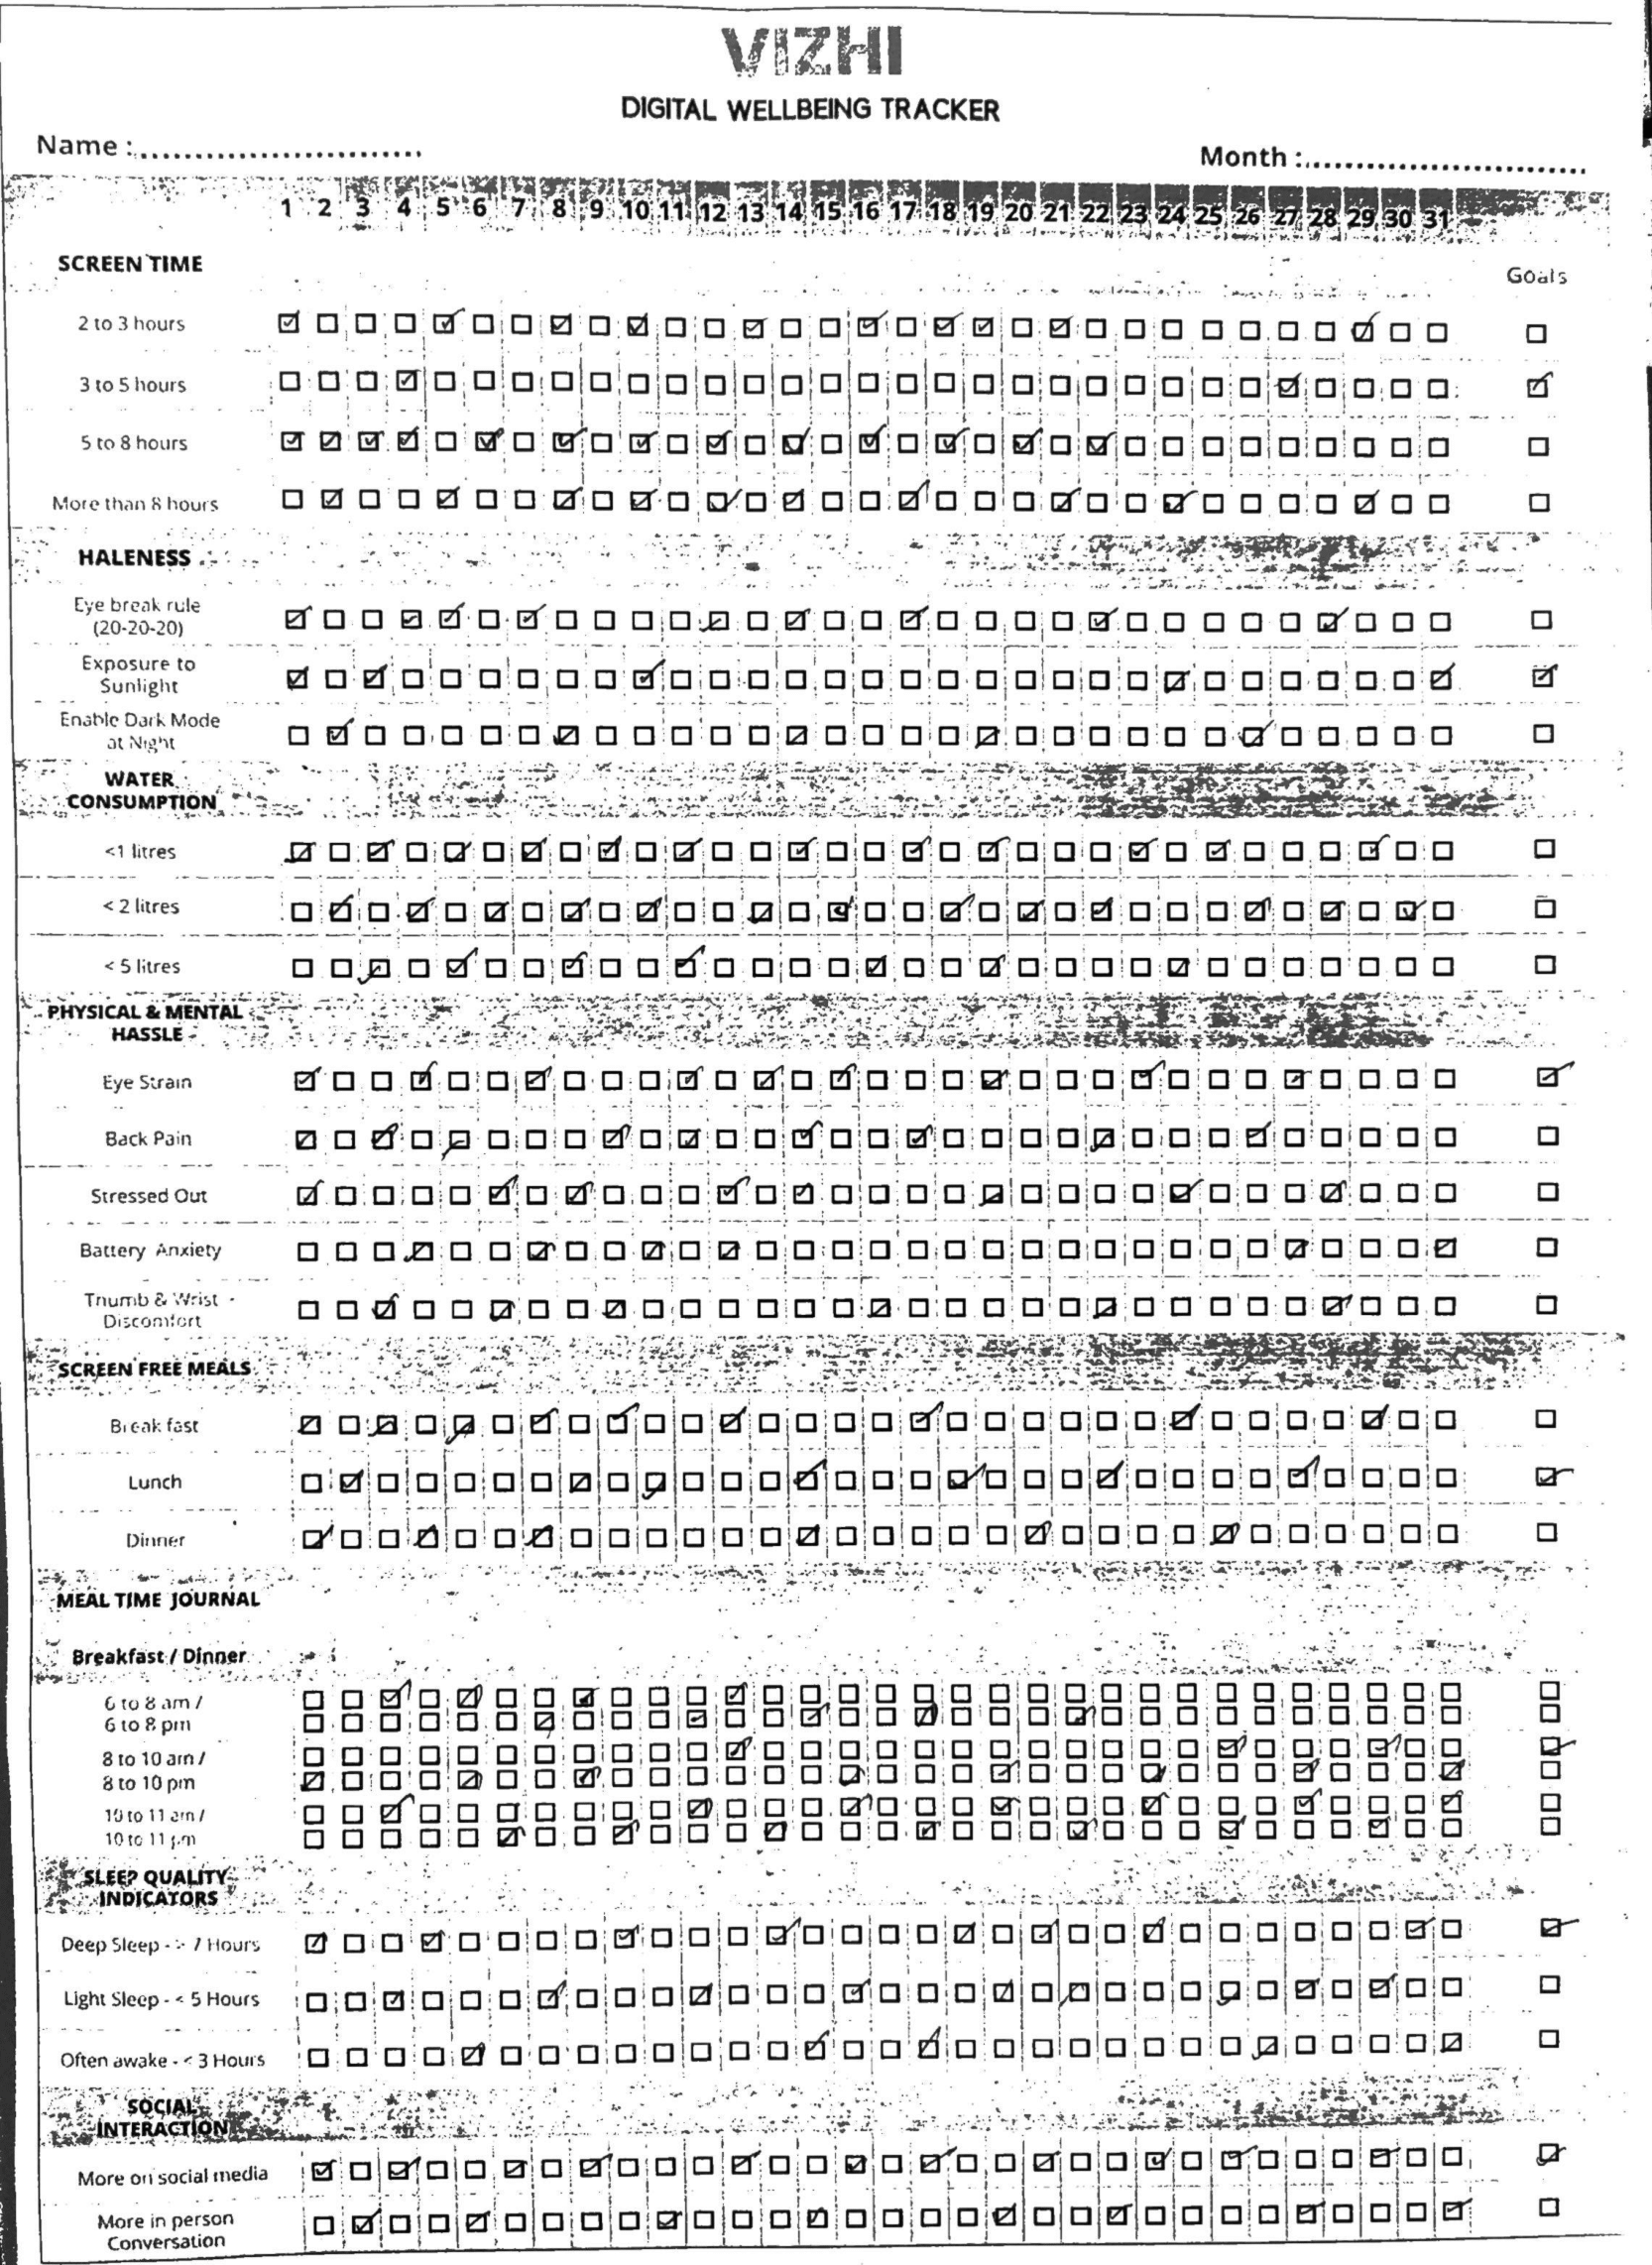 VIZHI
DIGITAL WELLBEING TRACKER
Name :..........................
Month :..........................
1 2 3 4 5 6 7 8 9 10 11 12 13 14 15 16 17 18 19 20 21 22 23 24 25 26 27 28 29 30 31
SCREEN TIME
Goals
2 to 3 hours
3 to 5 hours
5 to 8 hours
More than 8 hours
HALENESS
Eye break rule
(20-20-20)
Exposure to
Sunlight
Enable Dark Mode
at Night
WATER
CONSUMPTION
<1 litres
< 2 litres
< 5 litres
PHYSICAL & MENTAL
HASSLE
Eye Strain
Back Pain
Stressed Out
Battery Anxiety
Thumb & Wrist
Discomfort
SCREEN FREE MEALS
Break fast
Lunch
Dinner
MEAL TIME JOURNAL
Breakfast / Dinner
6 to 8 am /
6 to 8 pm
8 to 10 am /
8 to 10 pm
10 to 11 am /
10 to 11 pm
SLEEP QUALITY
INDICATORS
Deep Sleep - > 7 Hours
Light Sleep - < 5 Hours
Often awake - < 3 Hours
SOCIAL
INTERACTION
More on social media
More in person
Conversation